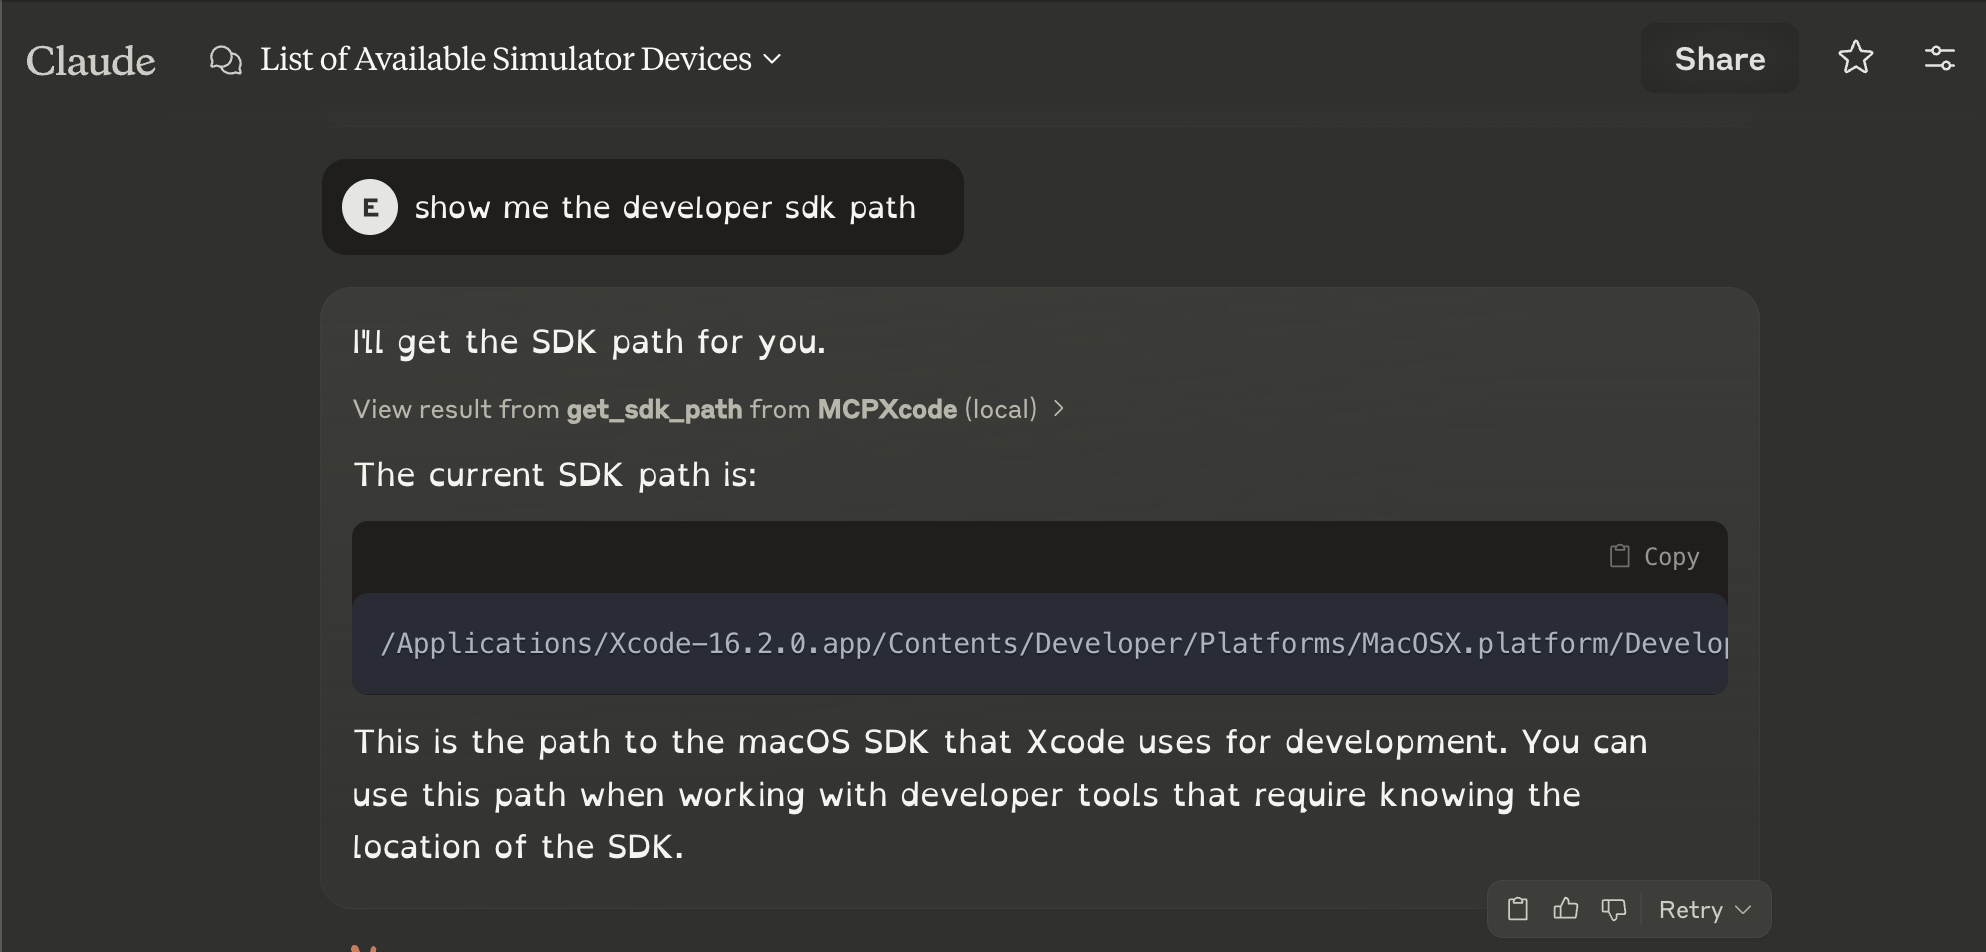 Claude
List of Available Simulator Devices
Share
E
show me the developer sdk path
I'll get the SDK path for you.
View result from get_sdk_path from MCPXcode (local)
The current SDK path is:
Copy
/Applications/Xcode-16.2.0.app/Contents/Developer/Platforms/MacOSX.platform/Develop
This is the path to the macOS SDK that Xcode uses for development. You can
use this path when working with developer tools that require knowing the
location of the SDK.
Retry